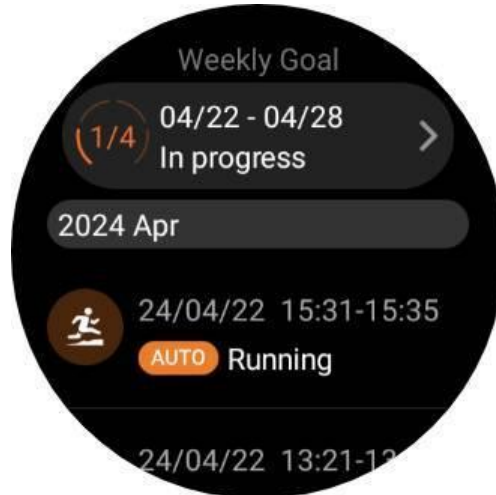 Weekly Goal
1/4
04/22 - 04/28
In progress
2024 Apr
24/04/22 15:31-15:35
AUTO Running
24/04/22 13:21-